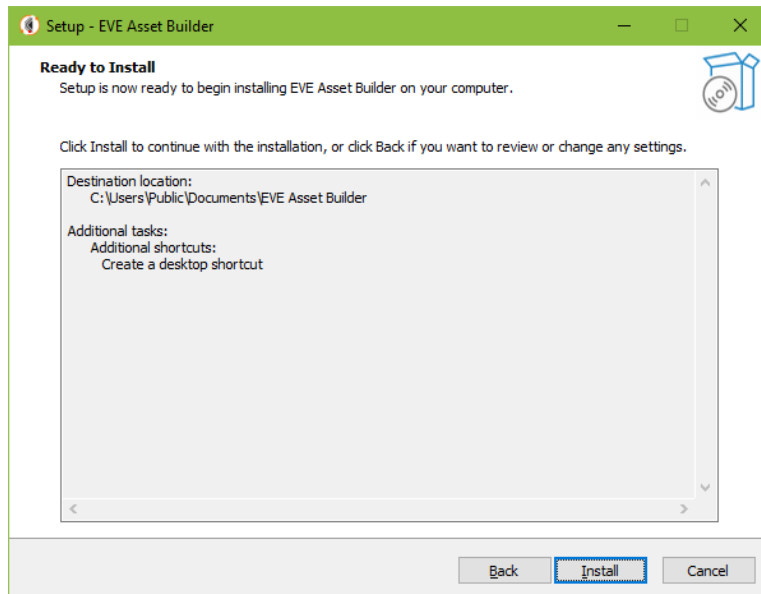 Setup - EVE Asset Builder
Ready to Install
Setup is now ready to begin installing EVE Asset Builder on your computer.
Click Install to continue with the installation, or click Back if you want to review or change any settings.
Destination location:
C:\Users\Public\Documents\EVE Asset Builder
Additional tasks:
Additional shortcuts:
Create a desktop shortcut
Back Install Cancel